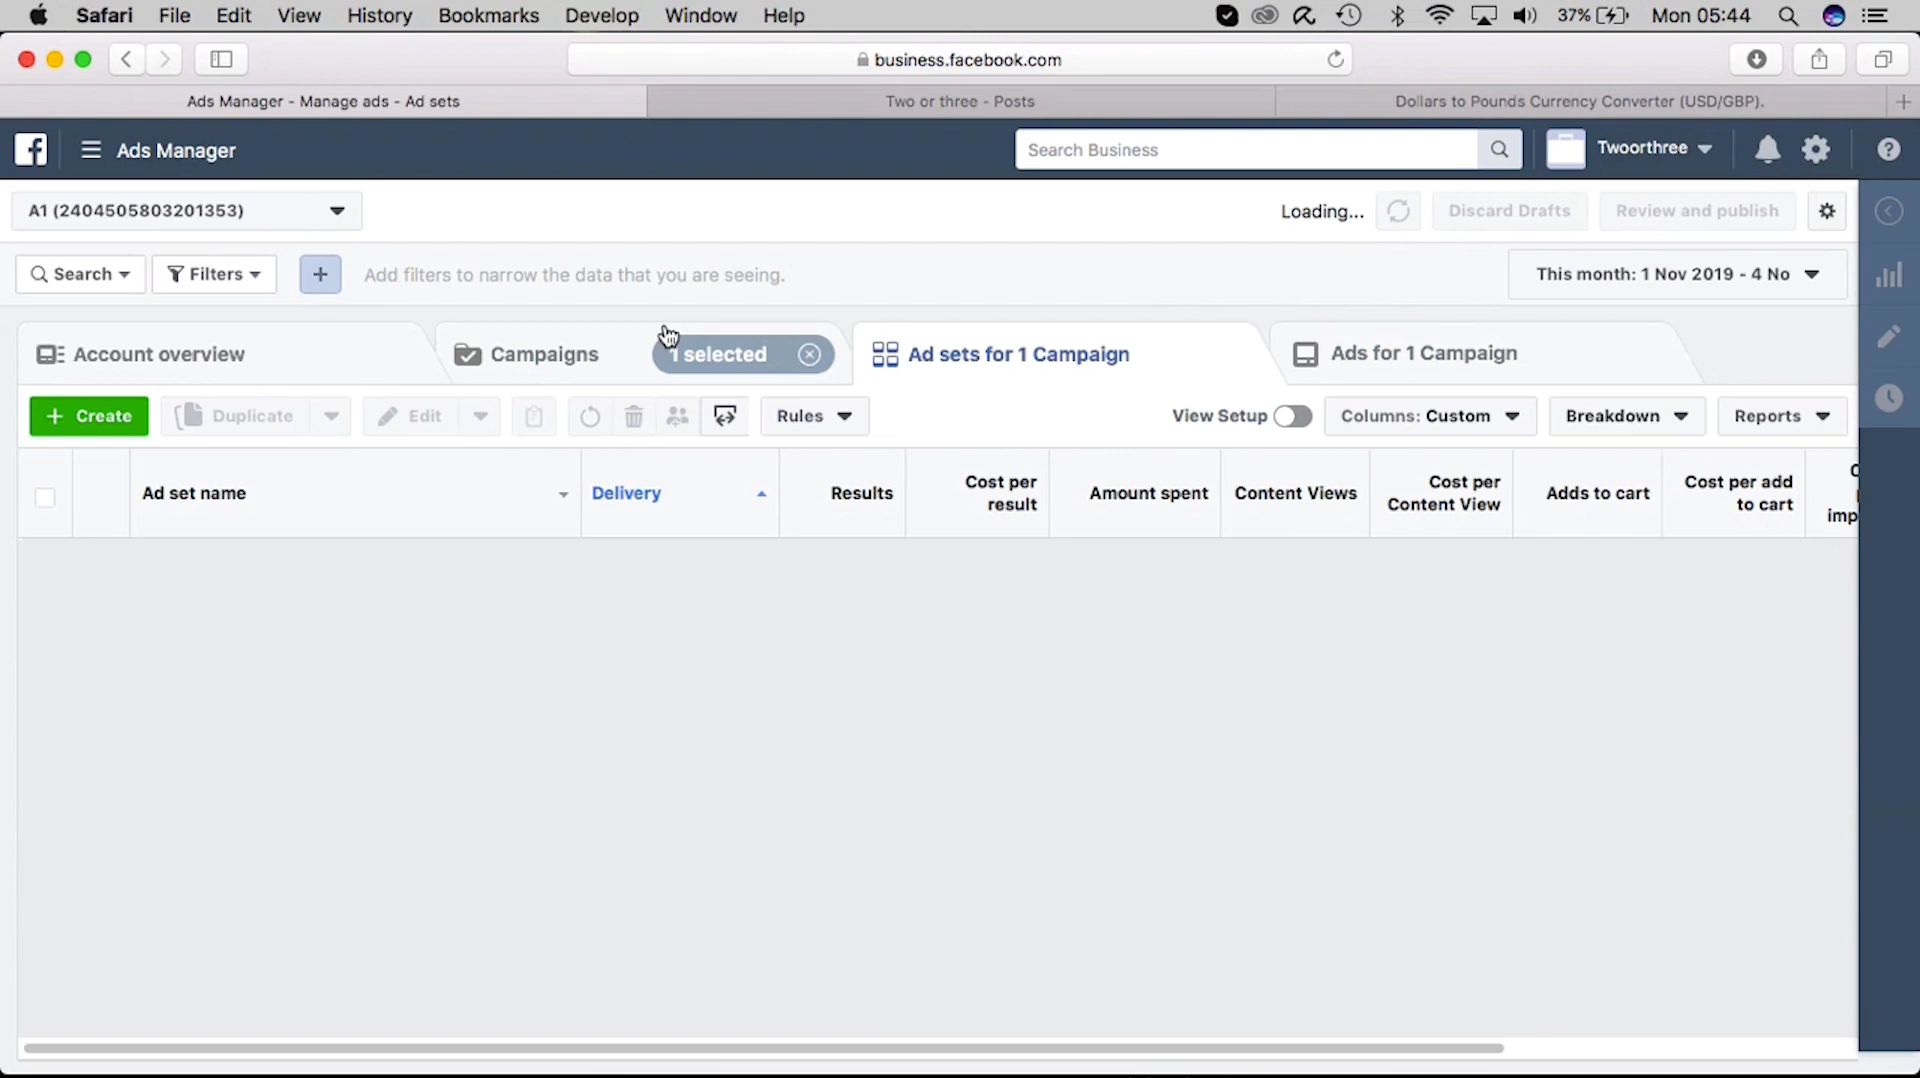 Safari File Edit View History Bookmarks Develop Window Help 37% Mon 05:44
business.facebook.com
Ads Manager - Manage ads - Ad sets Two or three - Posts Dollars to Pounds Currency Converter (USD/GBP).
Ads Manager Search Business Twoorthree
A1 (2404505803201353) Loading... Discard Drafts Review and publish
Search Filters + Add filters to narrow the data that you are seeing. This month: 1 Nov 2019 - 4 No
Account overview Campaigns 1 selected Ad sets for 1 Campaign Ads for 1 Campaign
+ Create Duplicate Edit Rules View Setup Columns: Custom Breakdown Reports
Ad set name Delivery Results Cost per result Amount spent Content Views Cost per Content View Adds to cart Cost per add to cart